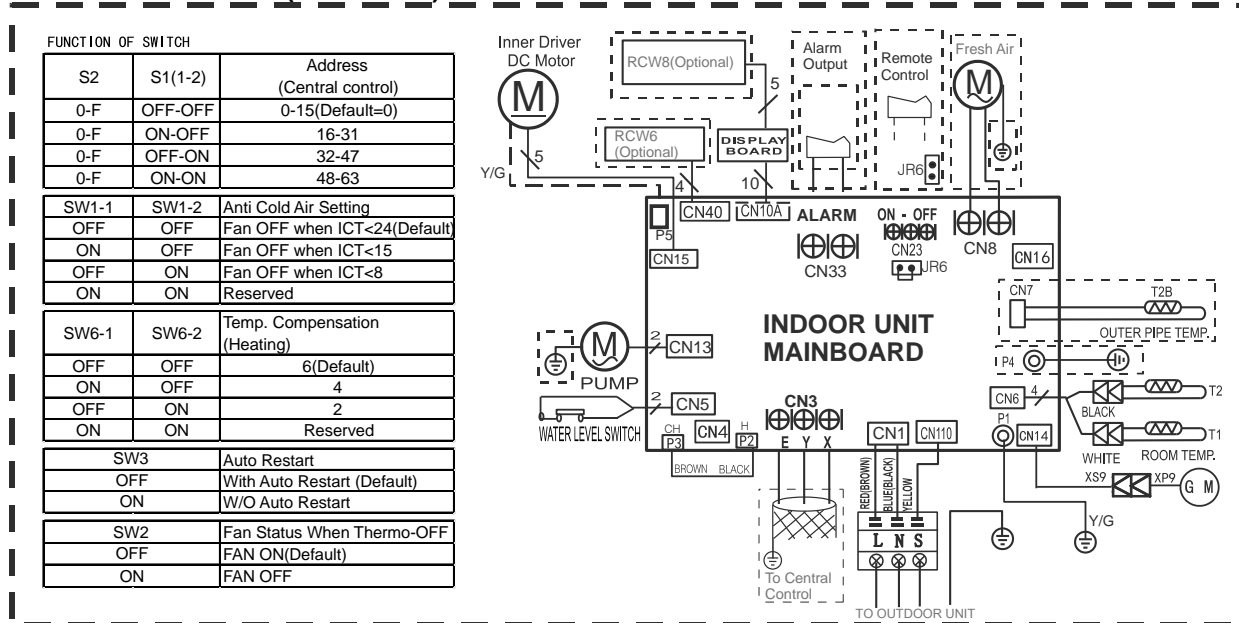 FUNCTION OF SWITCH
S2 S1(1-2) Address (Central control)
0-F OFF-OFF 0-15(Default=0)
0-F ON-OFF 16-31
0-F OFF-ON 32-47
0-F ON-ON 48-63
SW1-1 SW1-2 Anti Cold Air Setting
OFF OFF Fan OFF when ICT<24(Default)
ON OFF Fan OFF when ICT<15
OFF ON Fan OFF when ICT<8
ON ON Reserved
SW6-1 SW6-2 Temp. Compensation (Heating)
OFF OFF 6(Default)
ON OFF 4
OFF ON 2
ON ON Reserved
SW3 Auto Restart
OFF With Auto Restart (Default)
ON W/O Auto Restart
SW2 Fan Status When Thermo-OFF
OFF FAN ON(Default)
ON FAN OFF
Inner Driver
DC Motor
M
5
Y/G
RCW8(Optional)
5
RCW6
(Optional)
4
DISPLAY
BOARD
10
Alarm
Output
Remote
Control
JR6
Fresh Air
M
P5
CN40
CN10A
ALARM
ON - OFF
CN15
CN33
CN23
JR6
CN8
CN16
CN7
T2B
OUTER PIPE TEMP.
P4
INDOOR UNIT
MAINBOARD
M
PUMP
2
CN13
WATER LEVEL SWITCH
2
CN5
CN6
4
BLACK
T2
WHITE
T1
ROOM TEMP.
CH
P3
CN4
H
P2
BROWN BLACK
CN3
E Y X
CN1
CN110
P1
CN14
XS9
XP9
G M
RED(BROWN)
BLUE(BLACK)
YELLOW
L N S
Y/G
To Central
Control
TO OUTDOOR UNIT